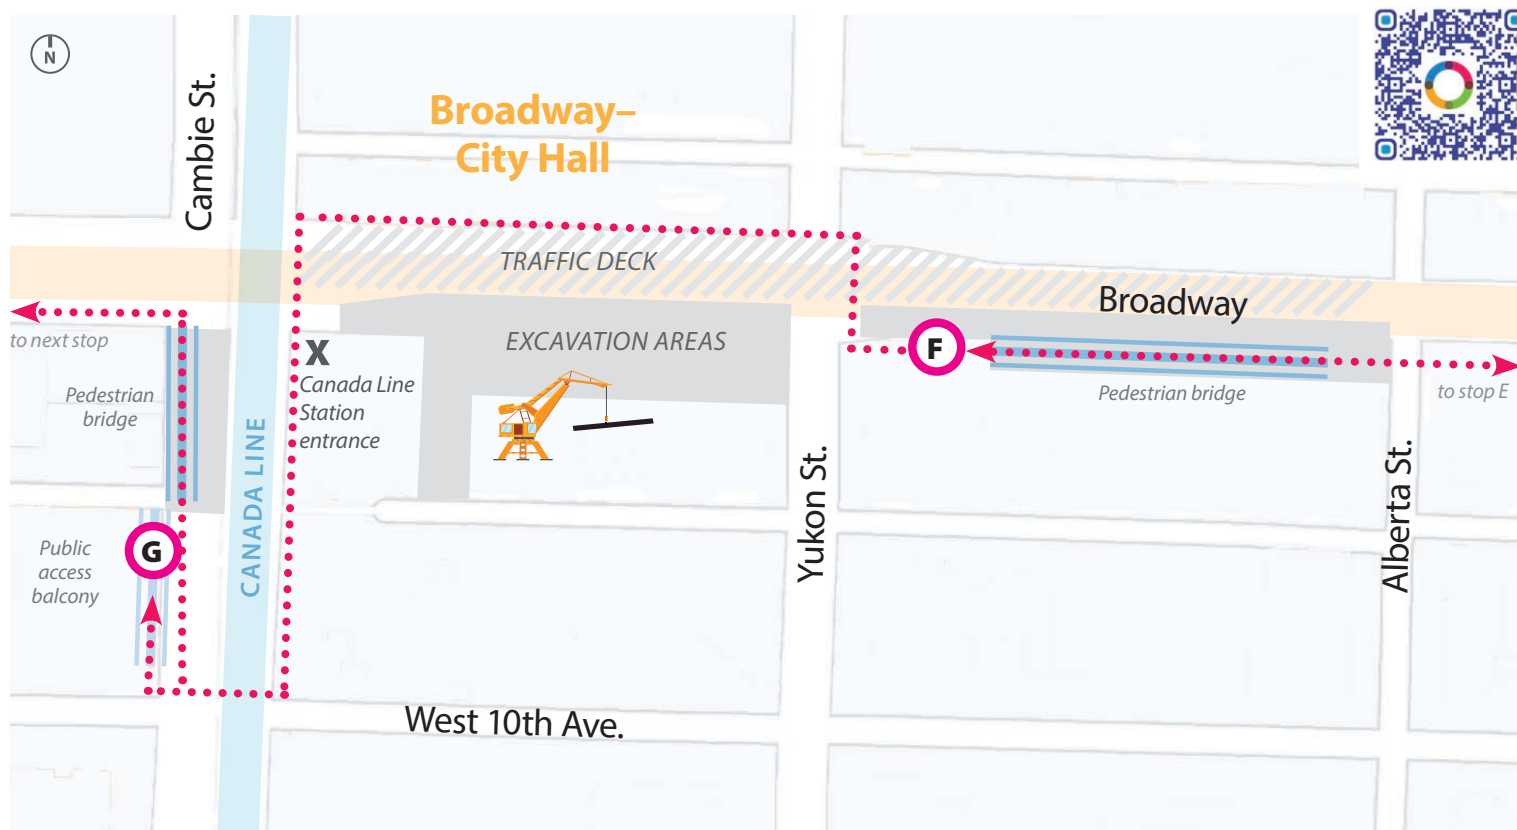 N
Cambie St.
Broadway–
City Hall
TRAFFIC DECK
Broadway
to next stop
EXCAVATION AREAS
X
F
Canada Line
Station
entrance
Pedestrian
bridge
Pedestrian bridge
to stop E
CANADA LINE
Yukon St.
Alberta St.
G
Public
access
balcony
West 10th Ave.